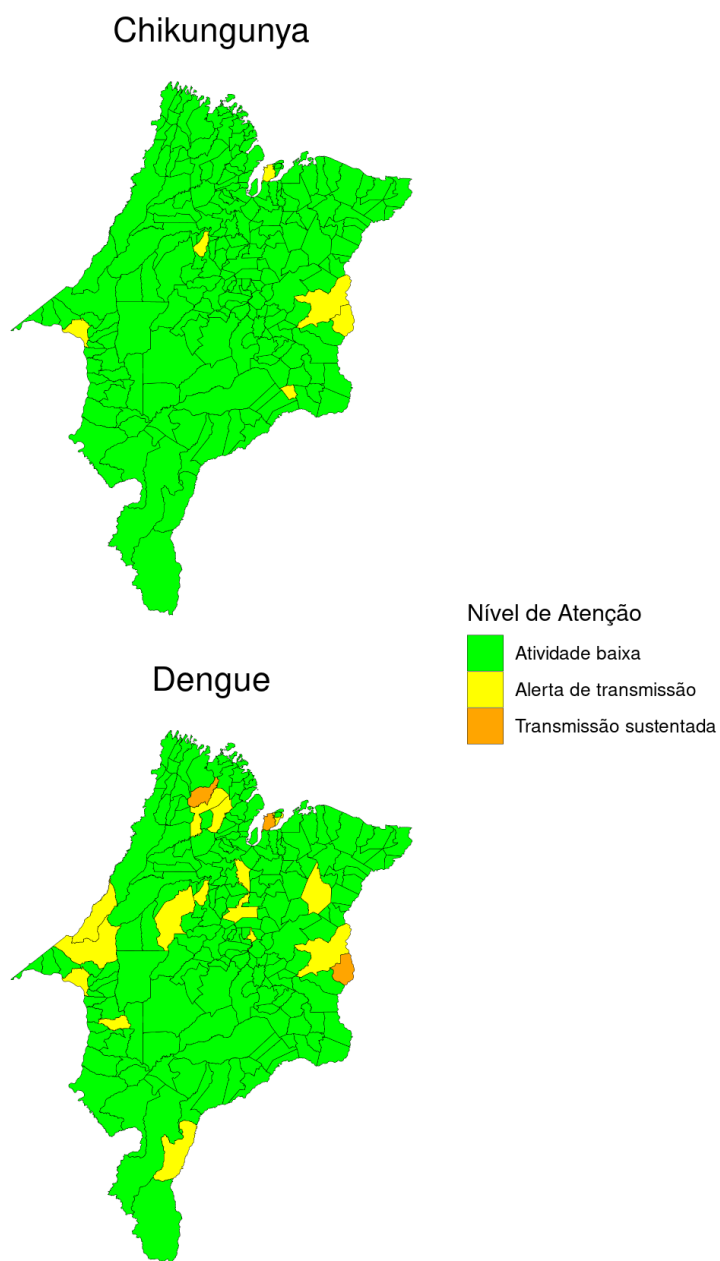 Chikungunya
Nível de Atenção
Atividade baixa
Alerta de transmissão
Transmissão sustentada
Dengue